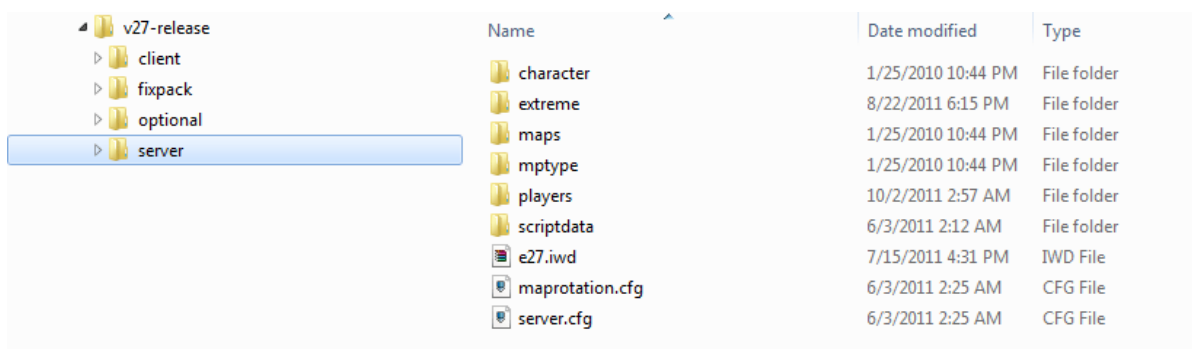 v27-release
client
fixpack
optional
server
Name Date modified Type
character 1/25/2010 10:44 PM File folder
extreme 8/22/2011 6:15 PM File folder
maps 1/25/2010 10:44 PM File folder
mptype 1/25/2010 10:44 PM File folder
players 10/2/2011 2:57 AM File folder
scriptdata 6/3/2011 2:12 AM File folder
e27.iwd 7/15/2011 4:31 PM IWD File
maprotation.cfg 6/3/2011 2:25 AM CFG File
server.cfg 6/3/2011 2:25 AM CFG File